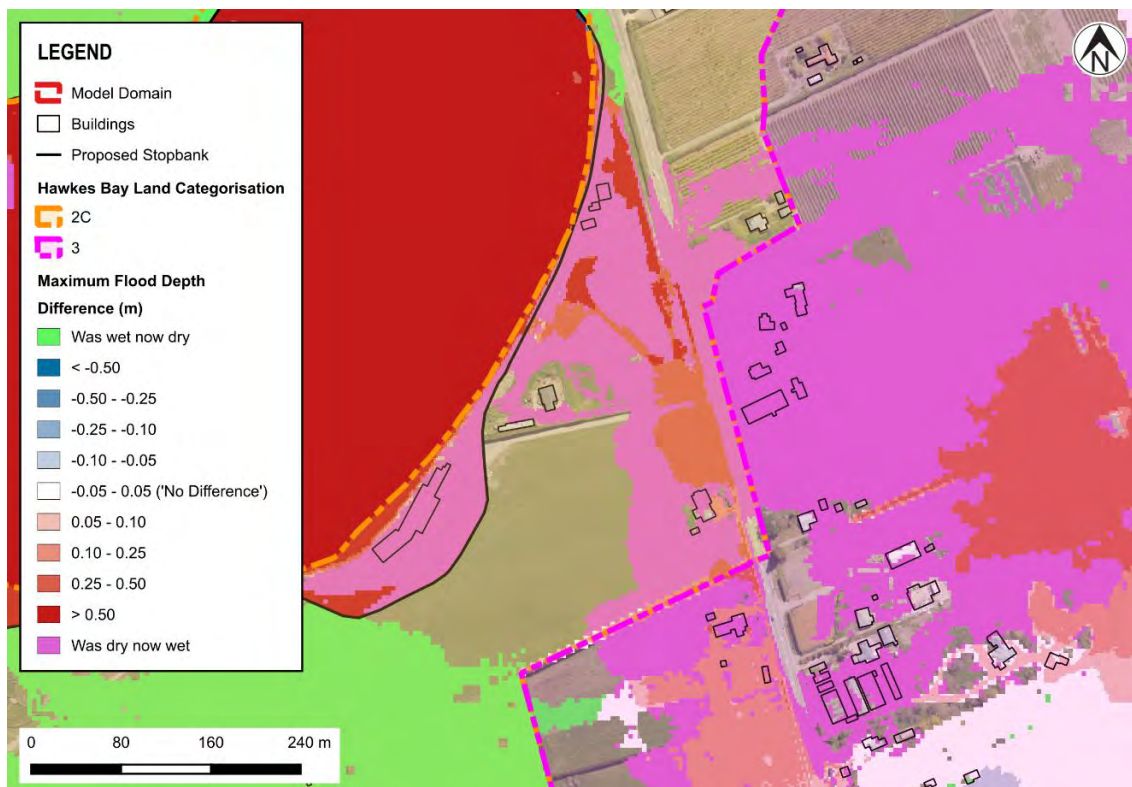 LEGEND
Model Domain
Buildings
Proposed Stopbank
Hawkes Bay Land Categorisation
2C
3
Maximum Flood Depth
Difference (m)
Was wet now dry
< -0.50
-0.50 - -0.25
-0.25 - -0.10
-0.10 - -0.05
-0.05 - 0.05 ('No Difference')
0.05 - 0.10
0.10 - 0.25
0.25 - 0.50
> 0.50
Was dry now wet
0 80 160 240 m
N